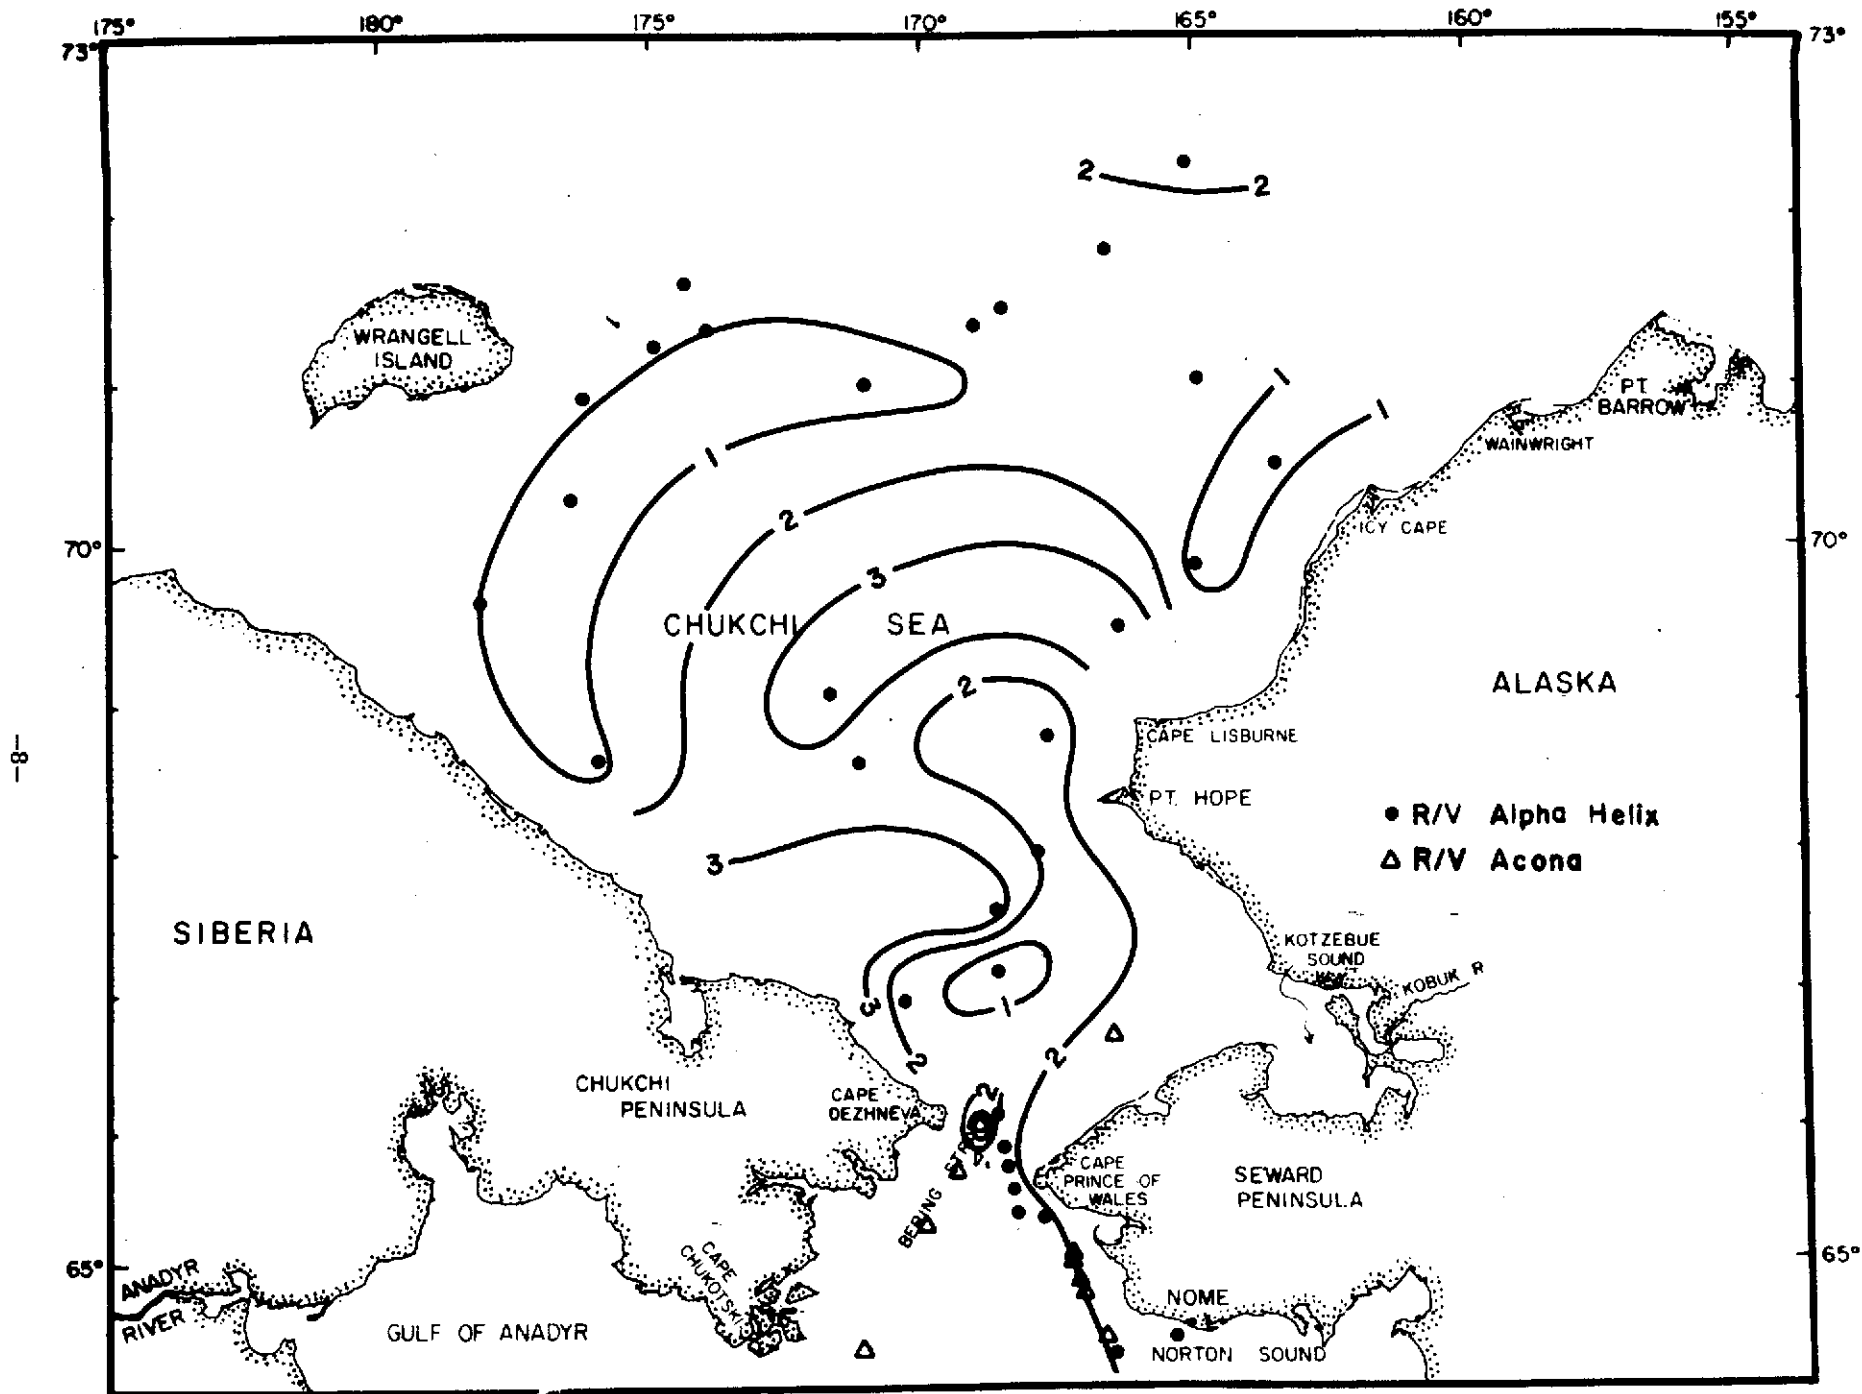 175° 180° 175° 170° 165° 160° 155°
73° 73°
2 2
WRANGELL
ISLAND
1
1
PT.
BARROW
WAINWRIGHT
1
2
ICY CAPE
70° 70°
3
CHUKCHI SEA
ALASKA
2
CAPE LISBURNE
-8-
PT. HOPE
R/V Alpha Helix
3
R/V Acona
SIBERIA
KOTZEBUE
SOUND
KOBUK R
3
1
2
2
CHUKCHI
PENINSULA
CAPE
DEZHNEVA
2
CAPE
PRINCE OF
WALES
SEWARD
PENINSULA
BERING
CAPE
CHUKOTSKI
65° 65°
ANADYR
RIVER
NOME
GULF OF ANADYR
NORTON SOUND